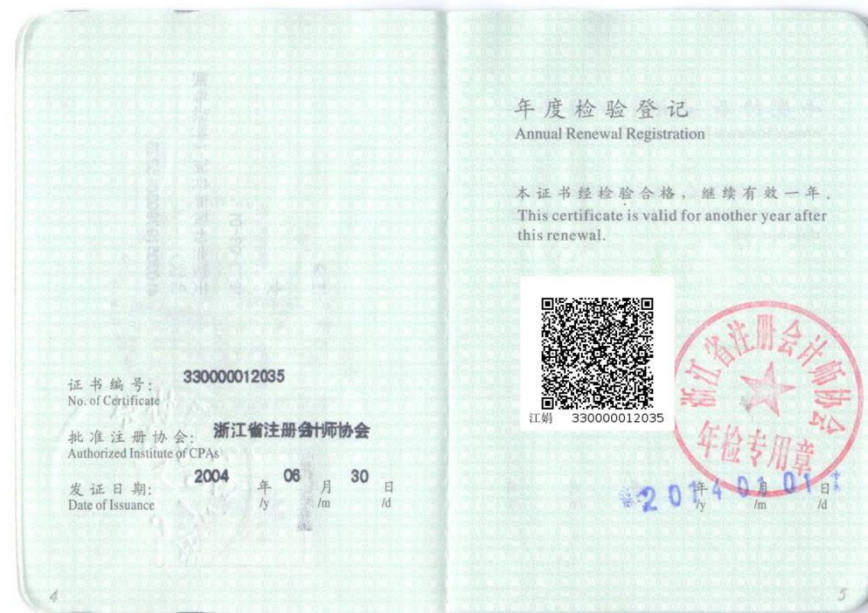 证书编号: 330000012035
No. of Certificate
批准注册协会: 浙江省注册会计师协会
Authorized Institute of CPAs
发证日期: 2004 年 06 月 30 日
Date of Issuance /y /m /d
4
年度检验登记
Annual Renewal Registration
本证书经检验合格，继续有效一年。
This certificate is valid for another year after
this renewal.
江娟 330000012035
浙江省注册会计师协会
年检专用章
2014 年 01 月 01 日
/y /m /d
5